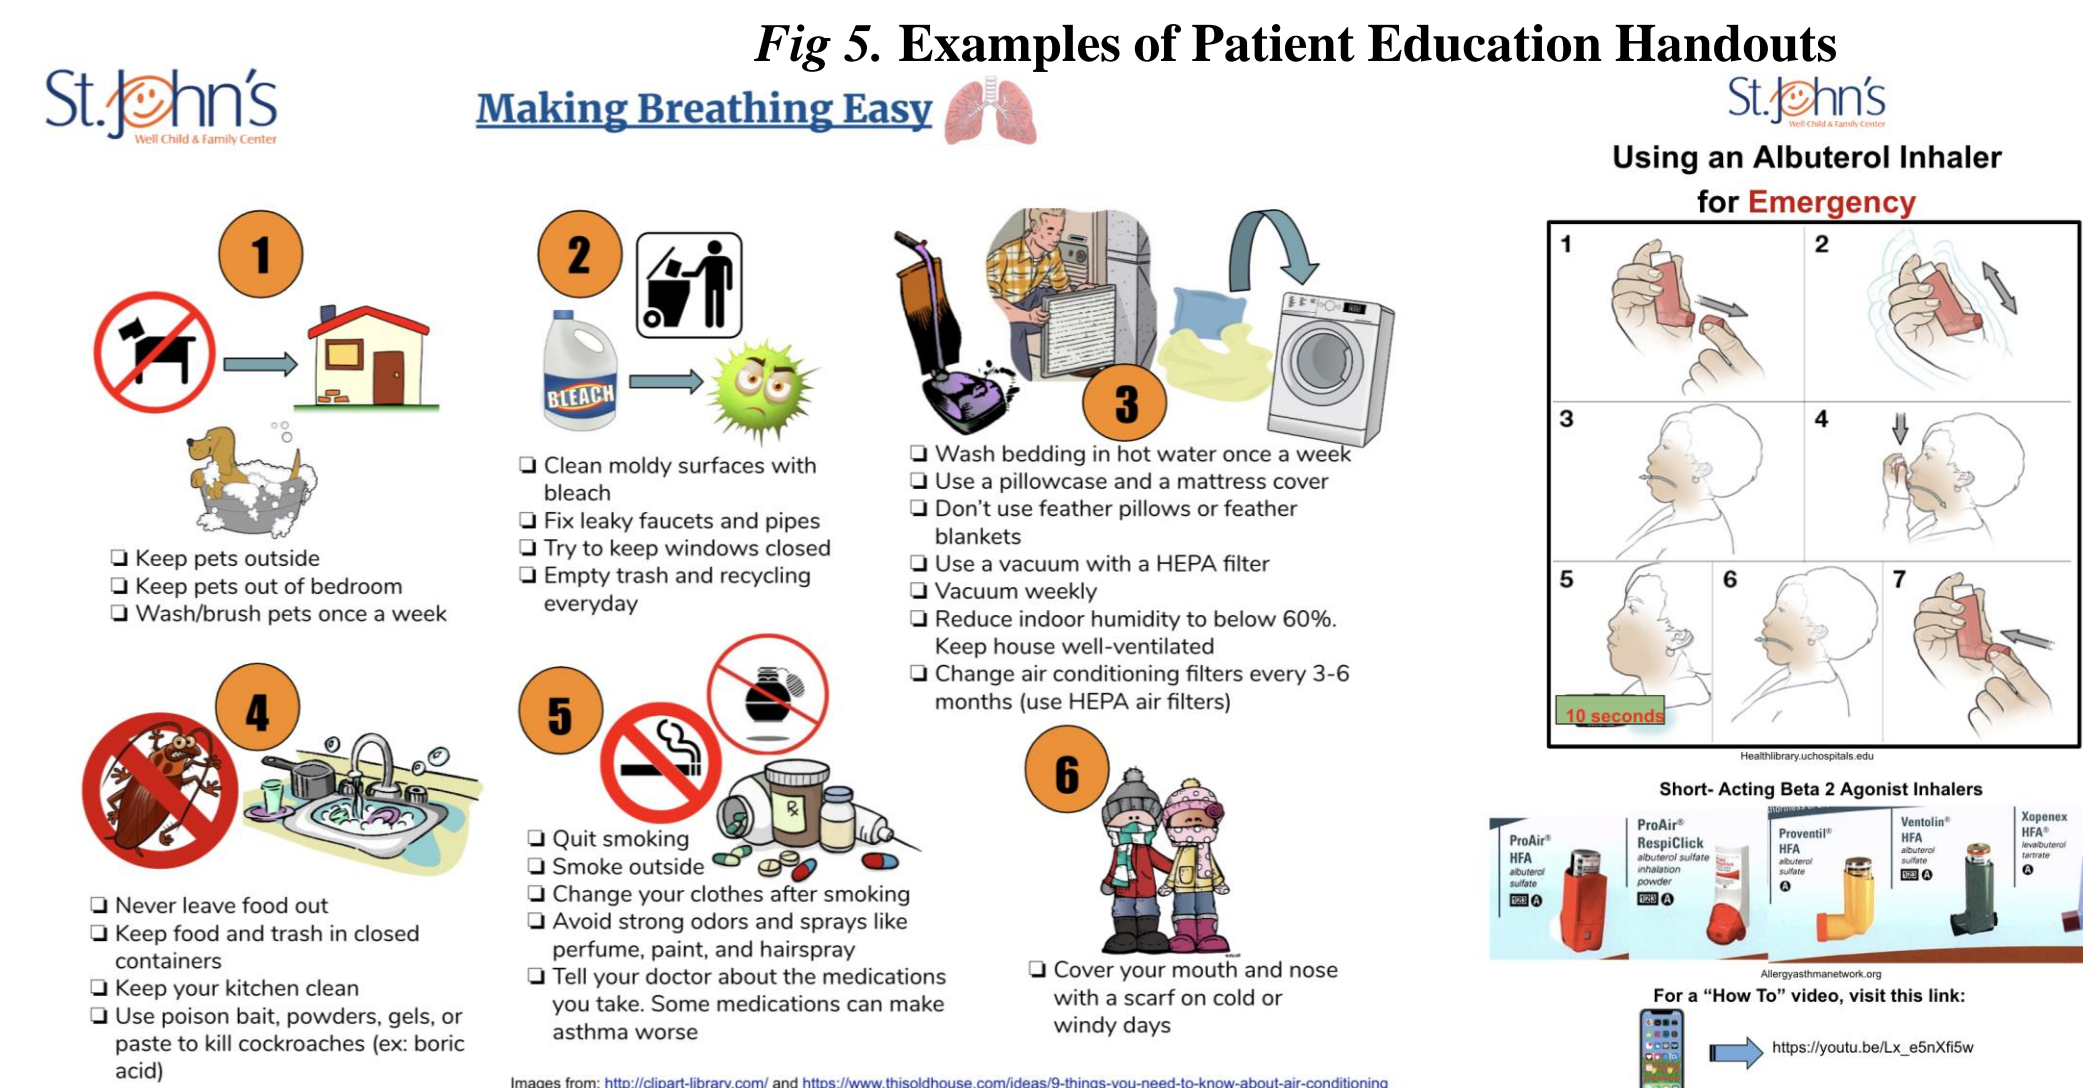 Fig 5. Examples of Patient Education Handouts
St. John's
Well Child & Family Center
Making Breathing Easy
1
❏ Keep pets outside
❏ Keep pets out of bedroom
❏ Wash/brush pets once a week
2
BLEACH
❏ Clean moldy surfaces with
bleach
❏ Fix leaky faucets and pipes
❏ Try to keep windows closed
❏ Empty trash and recycling
everyday
3
❏ Wash bedding in hot water once a week
❏ Use a pillowcase and a mattress cover
❏ Don't use feather pillows or feather
blankets
❏ Use a vacuum with a HEPA filter
❏ Vacuum weekly
❏ Reduce indoor humidity to below 60%.
Keep house well-ventilated
❏ Change air conditioning filters every 3-6
months (use HEPA air filters)
4
❏ Never leave food out
❏ Keep food and trash in closed
containers
❏ Keep your kitchen clean
❏ Use poison bait, powders, gels, or
paste to kill cockroaches (ex: boric
acid)
5
Rx
❏ Quit smoking
❏ Smoke outside
❏ Change your clothes after smoking
❏ Avoid strong odors and sprays like
perfume, paint, and hairspray
❏ Tell your doctor about the medications
you take. Some medications can make
asthma worse
6
❏ Cover your mouth and nose
with a scarf on cold or
windy days
Images from: http://clipart-library.com/ and https://www.thisoldhouse.com/ideas/9-things-you-need-to-know-about-air-conditioning
St. John's
Well Child & Family Center
Using an Albuterol Inhaler
for Emergency
1
2
3
4
5
10 seconds
6
7
Healthlibrary.uchospitals.edu
Short- Acting Beta 2 Agonist Inhalers
ProAir®
HFA
albuterol
sulfate
123 A
ProAir®
RespiClick
albuterol sulfate
inhalation
powder
123 A
Proventil®
HFA
albuterol
sulfate
A
Ventolin®
HFA
albuterol
sulfate
123 A
Xopenex
HFA®
levalbuterol
tartrate
A
Allergyasthmanetwork.org
For a “How To” video, visit this link:
https://youtu.be/Lx_e5nXfi5w